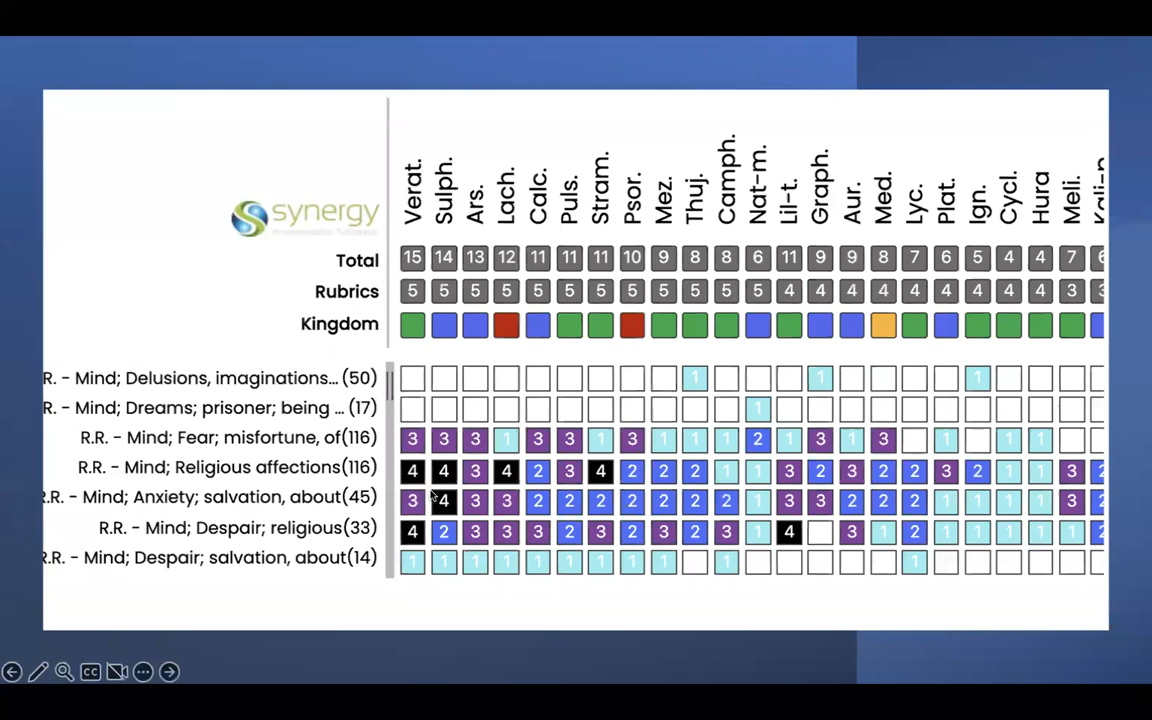 Verat. Sulph. Ars. Lach. Calc. Puls. Stram. Psor. Mez. Thuj. Camph. Nat-m. Lil-t. Graph. Aur. Med. Lyc. Plat. Ign. Cycl. Hura Meli.
synergy
Total 15 14 13 12 11 11 11 10 9 8 8 6 11 9 9 8 7 6 5 4 4 7
Rubrics 5 5 5 5 5 5 5 5 5 5 5 5 4 4 4 4 4 4 4 4 4 3
Kingdom
R. - Mind; Delusions, imaginations... (50) 1 1 1
R. - Mind; Dreams; prisoner; being ... (17) 1
R.R. - Mind; Fear; misfortune, of(116) 3 3 3 1 3 3 1 3 1 1 1 2 1 3 1 3 1 1 1
R.R. - Mind; Religious affections(116) 4 4 3 4 2 3 4 2 2 2 1 1 3 2 3 2 2 3 2 1 1 3 2
R.R. - Mind; Anxiety; salvation, about(45) 3 4 3 3 2 2 2 2 2 2 2 1 3 3 2 2 2 1 1 1 1 3 2
R.R. - Mind; Despair; religious(33) 4 2 3 3 3 2 3 2 3 2 3 1 4 3 1 2 1 1 1 1 1 2
R.R. - Mind; Despair; salvation, about(14) 1 1 1 1 1 1 1 1 1 1 1
CC